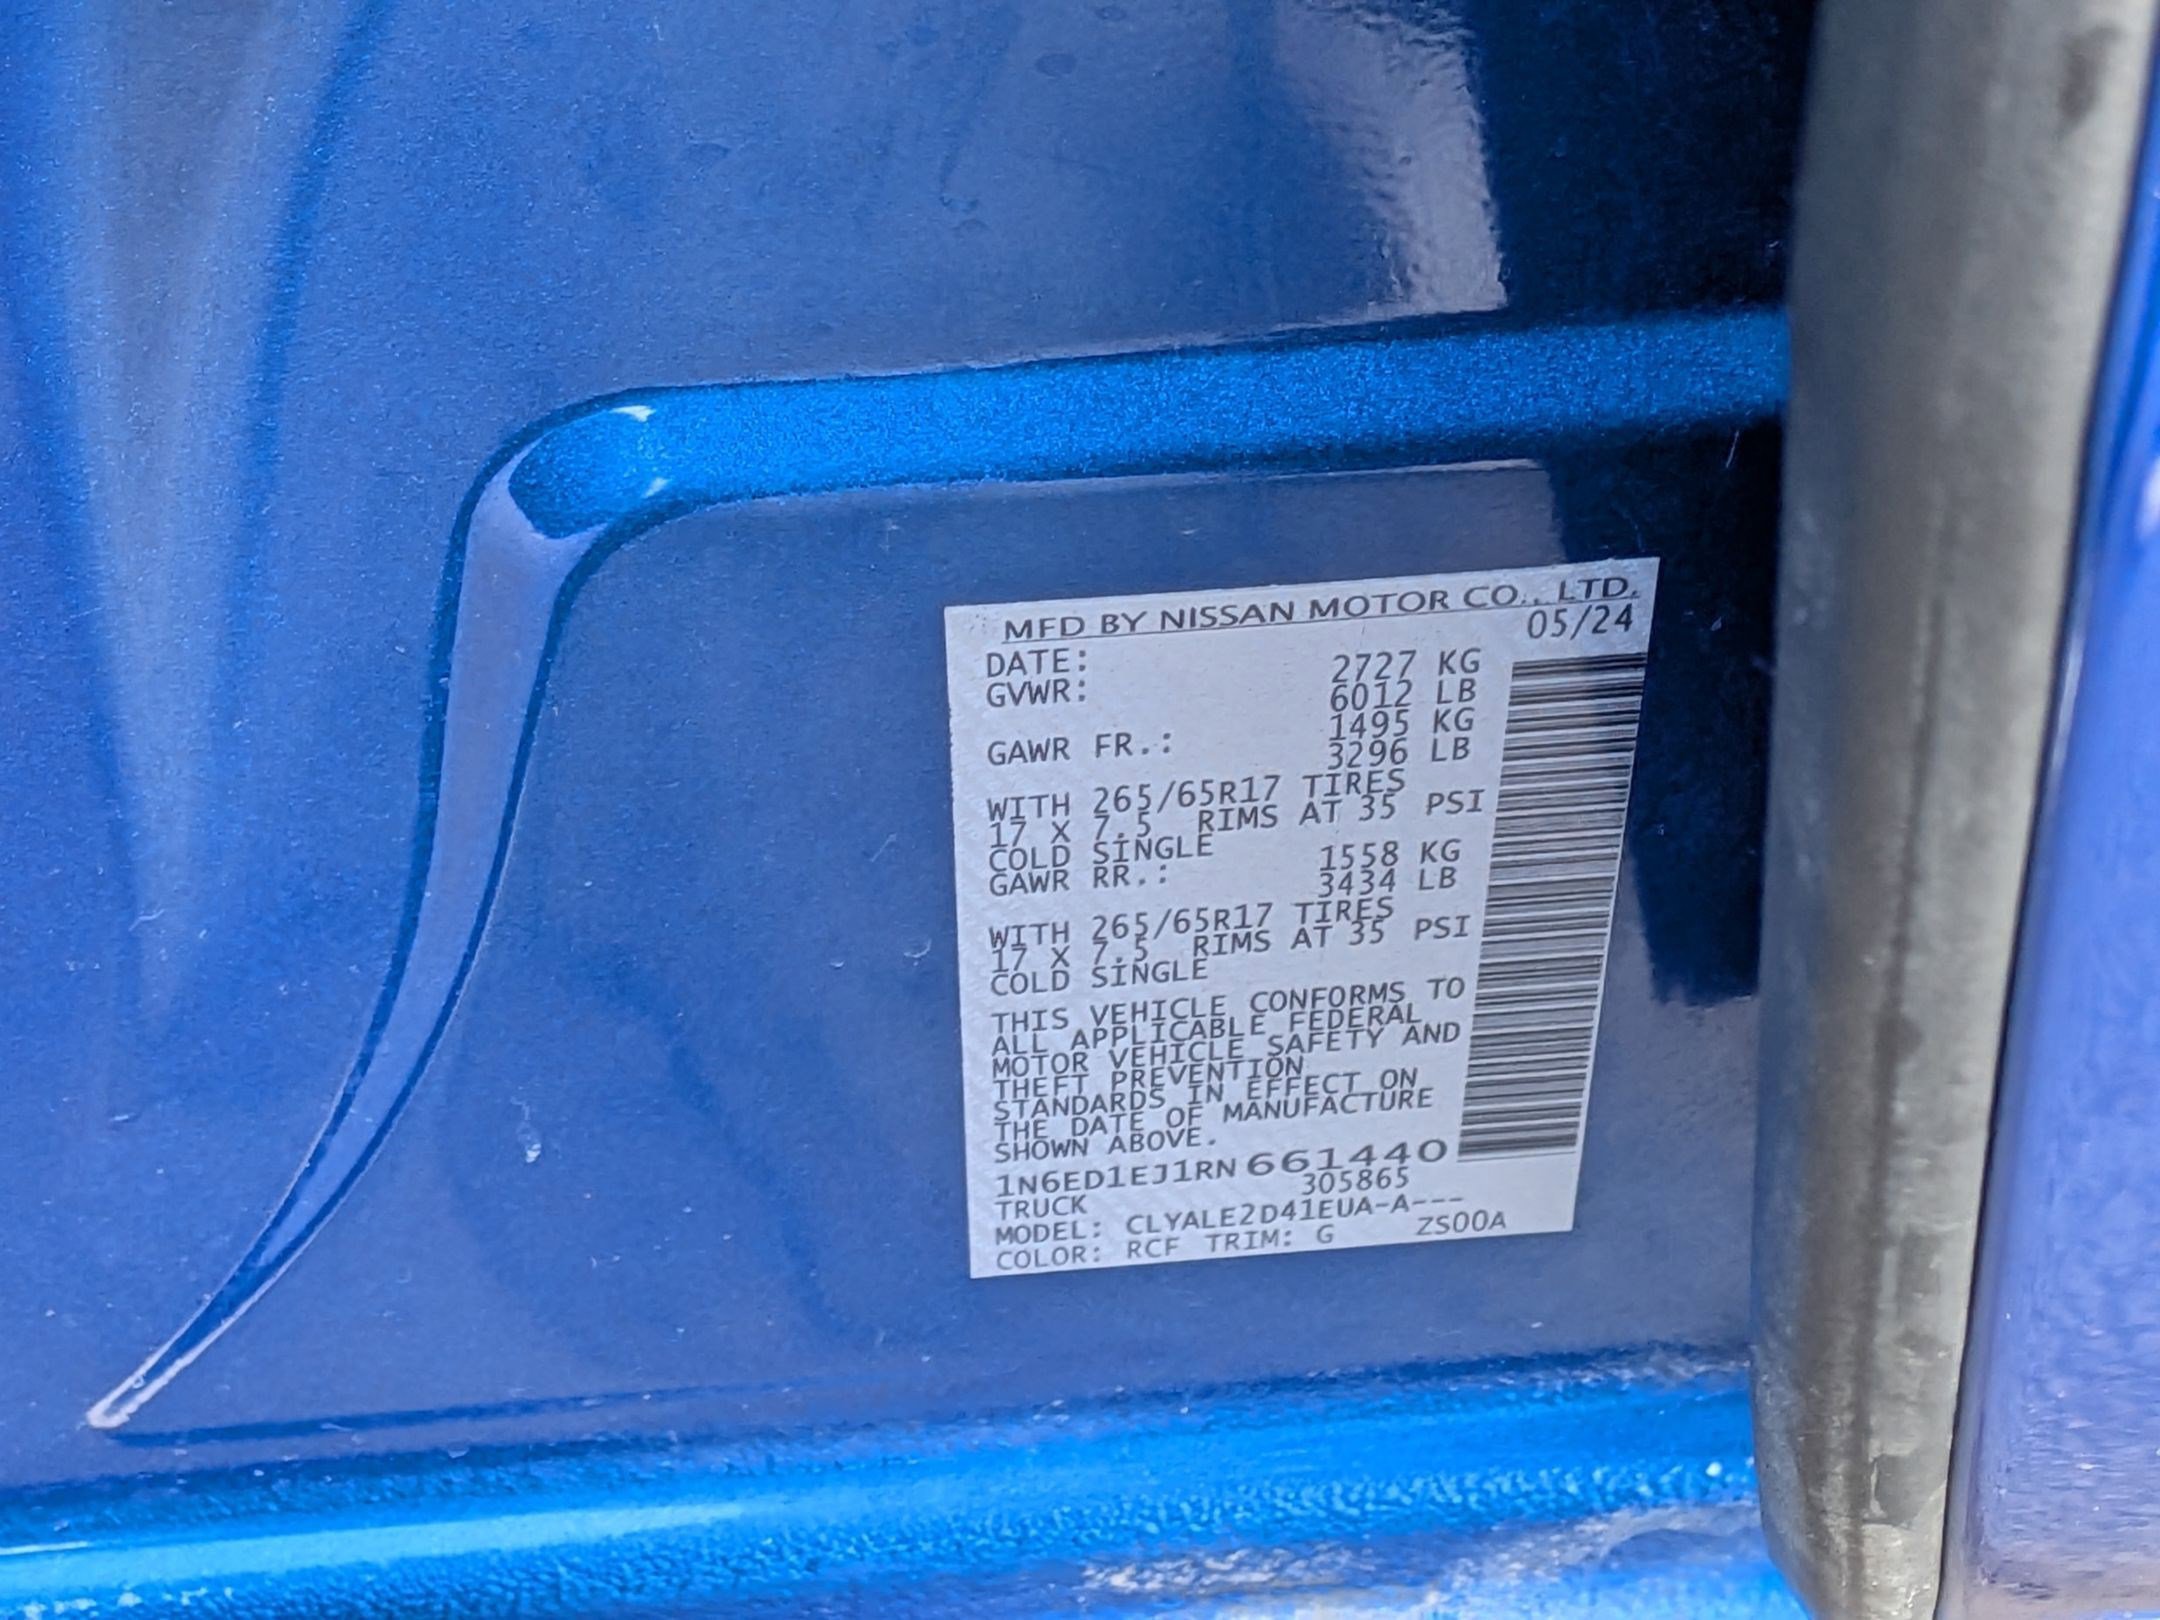 MFD BY NISSAN MOTOR CO., LTD.
DATE: 05/24
GVWR: 2727 KG
6012 LB
GAWR FR.: 1495 KG
3296 LB
WITH 265/65R17 TIRES
17 X 7.5 RIMS AT 35 PSI
COLD SINGLE
GAWR RR.: 1558 KG
3434 LB
WITH 265/65R17 TIRES
17 X 7.5 RIMS AT 35 PSI
COLD SINGLE
THIS VEHICLE CONFORMS TO
ALL APPLICABLE FEDERAL
MOTOR VEHICLE SAFETY AND
THEFT PREVENTION
STANDARDS IN EFFECT ON
THE DATE OF MANUFACTURE
SHOWN ABOVE.
1N6ED1EJ1RN 661440
TRUCK 305865
MODEL: CLYALE2D41EUA-A---
COLOR: RCF TRIM: G ZS00A